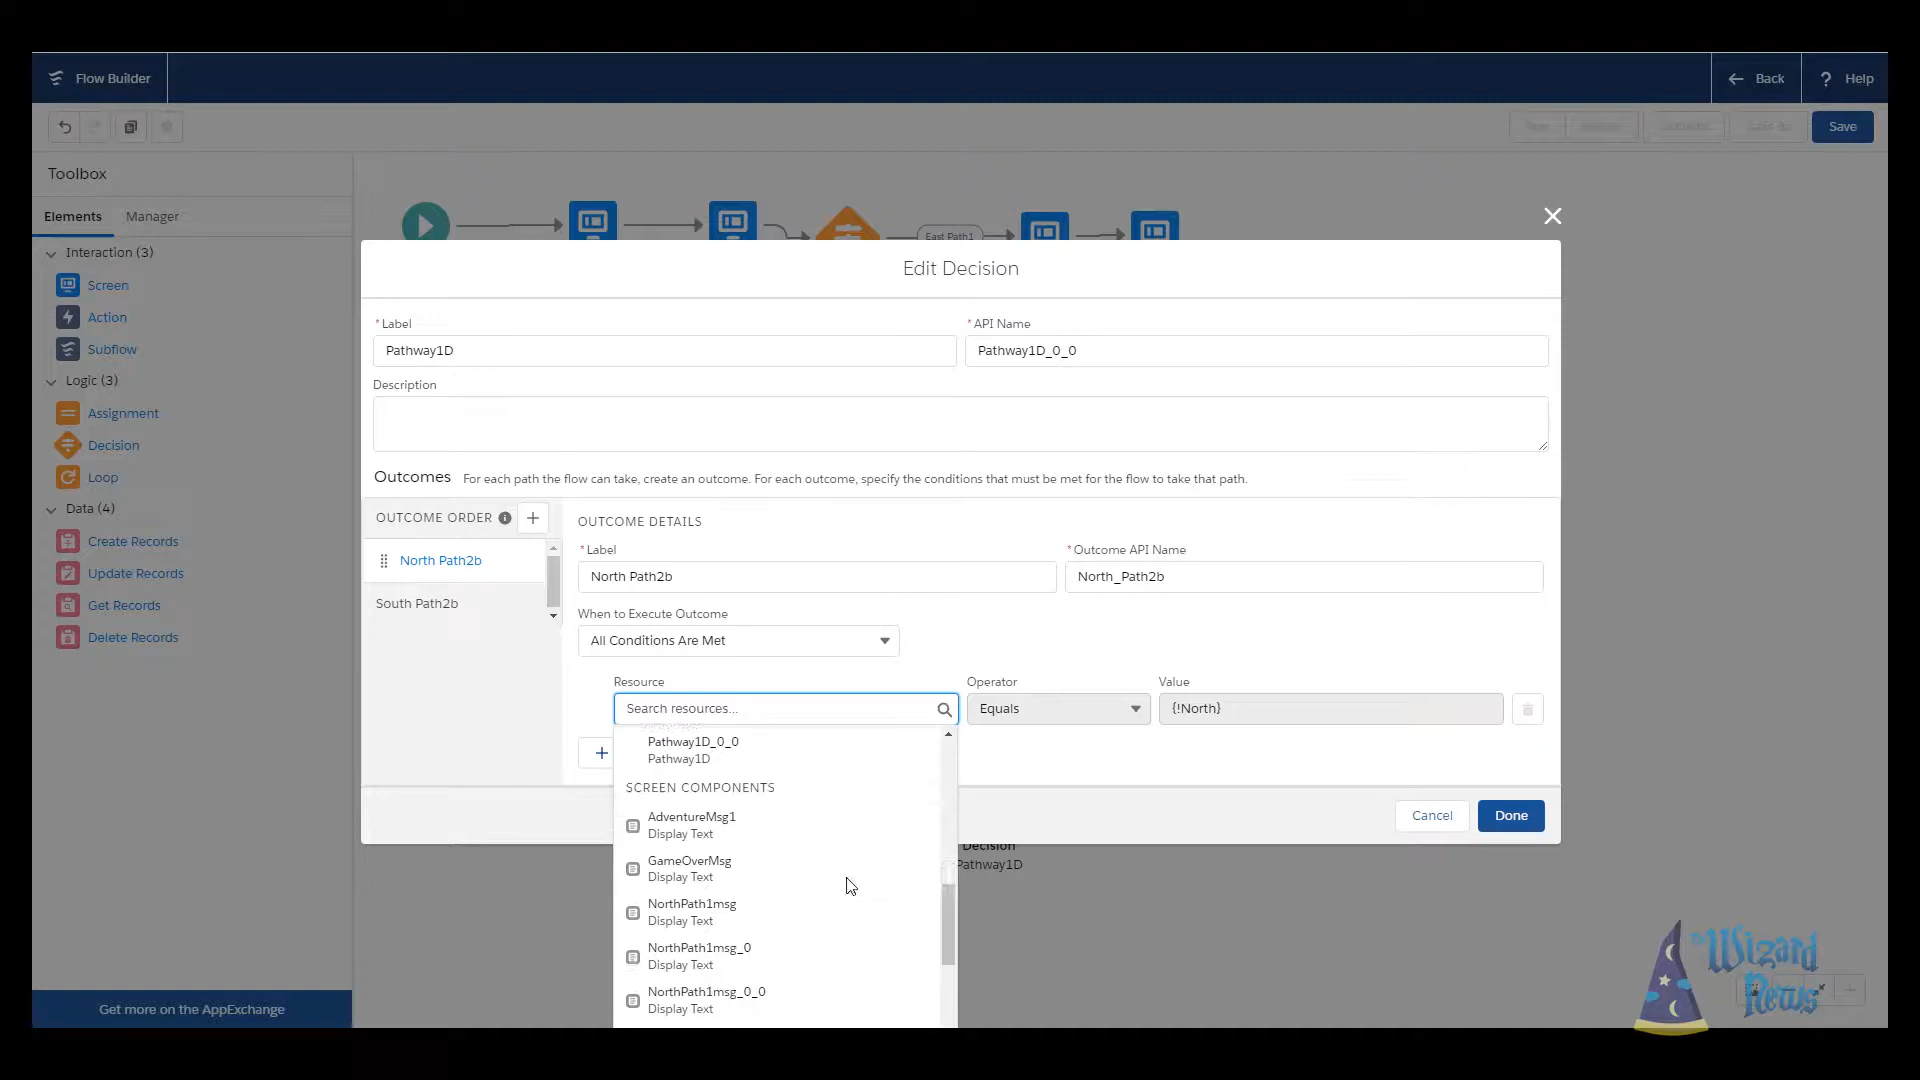 Flow Builder
Back
? Help
Save
Toolbox
Elements
Manager
Interaction (3)
Screen
Action
Subflow
Logic (3)
Assignment
Decision
Loop
Data (4)
Create Records
Update Records
Get Records
Delete Records
Get more on the AppExchange
East Path1
Edit Decision
* Label
Pathway1D
* API Name
Pathway1D_0_0
Description
Outcomes For each path the flow can take, create an outcome. For each outcome, specify the conditions that must be met for the flow to take that path.
OUTCOME ORDER
North Path2b
South Path2b
OUTCOME DETAILS
* Label
North Path2b
* Outcome API Name
North_Path2b
When to Execute Outcome
All Conditions Are Met
Resource
Search resources...
Operator
Equals
Value
{!North}
Pathway1D_0_0
Pathway1D
SCREEN COMPONENTS
AdventureMsg1
Display Text
GameOverMsg
Display Text
NorthPath1msg
Display Text
NorthPath1msg_0
Display Text
NorthPath1msg_0_0
Display Text
Cancel
Done
Decision
Pathway1D
Wizard
News